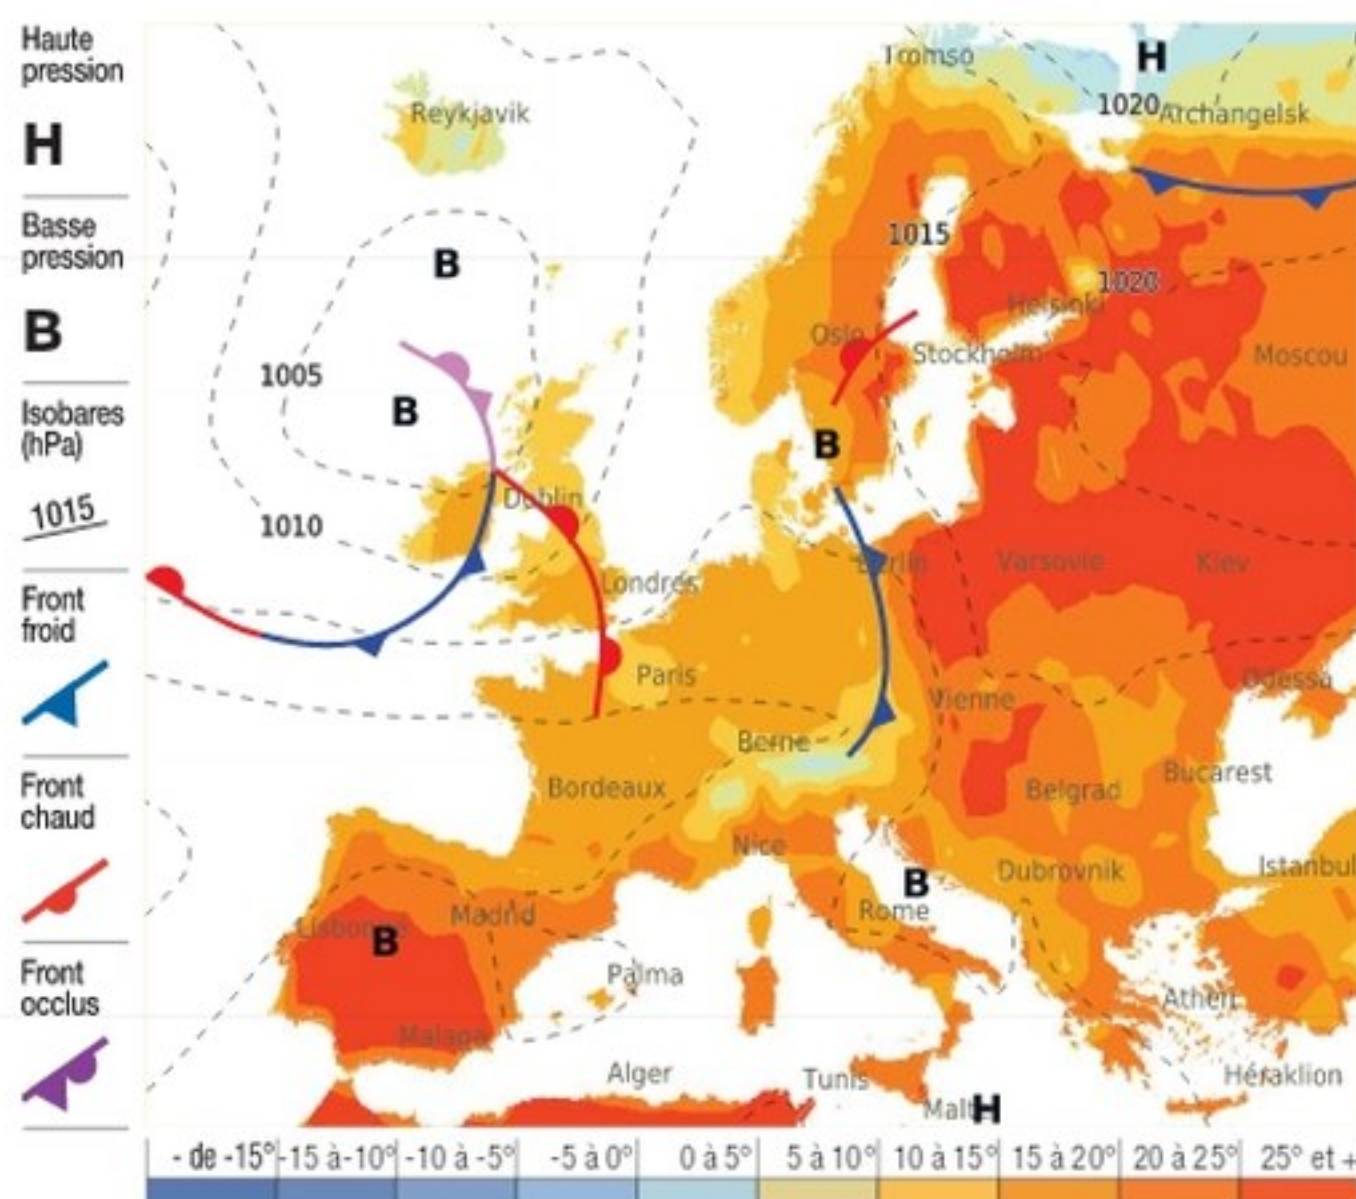 Haute
pression
H
Basse
pression
B
Isobares
(hPa)
1015
Front
froid
Front
chaud
Front
occlus
Tromso
H
1020
Archangelsk
Reykjavik
1015
B
1020
Helsinki
Oslo
Stockholm
Moscou
1005
B
B
Dublin
1010
Berlin
Varsovie
Kiev
Londres
Paris
Odessa
Vienne
Berne
Bucarest
Bordeaux
Belgrad
Nice
Istanbul
Dubrovnik
B
Rome
Madrid
Lisbonne
B
Palma
Athen
Malaga
Alger
Tunis
Héraklion
Malt
H
- de -15° -15 à -10° -10 à -5° -5 à 0° 0 à 5° 5 à 10° 10 à 15° 15 à 20° 20 à 25° 25° et +